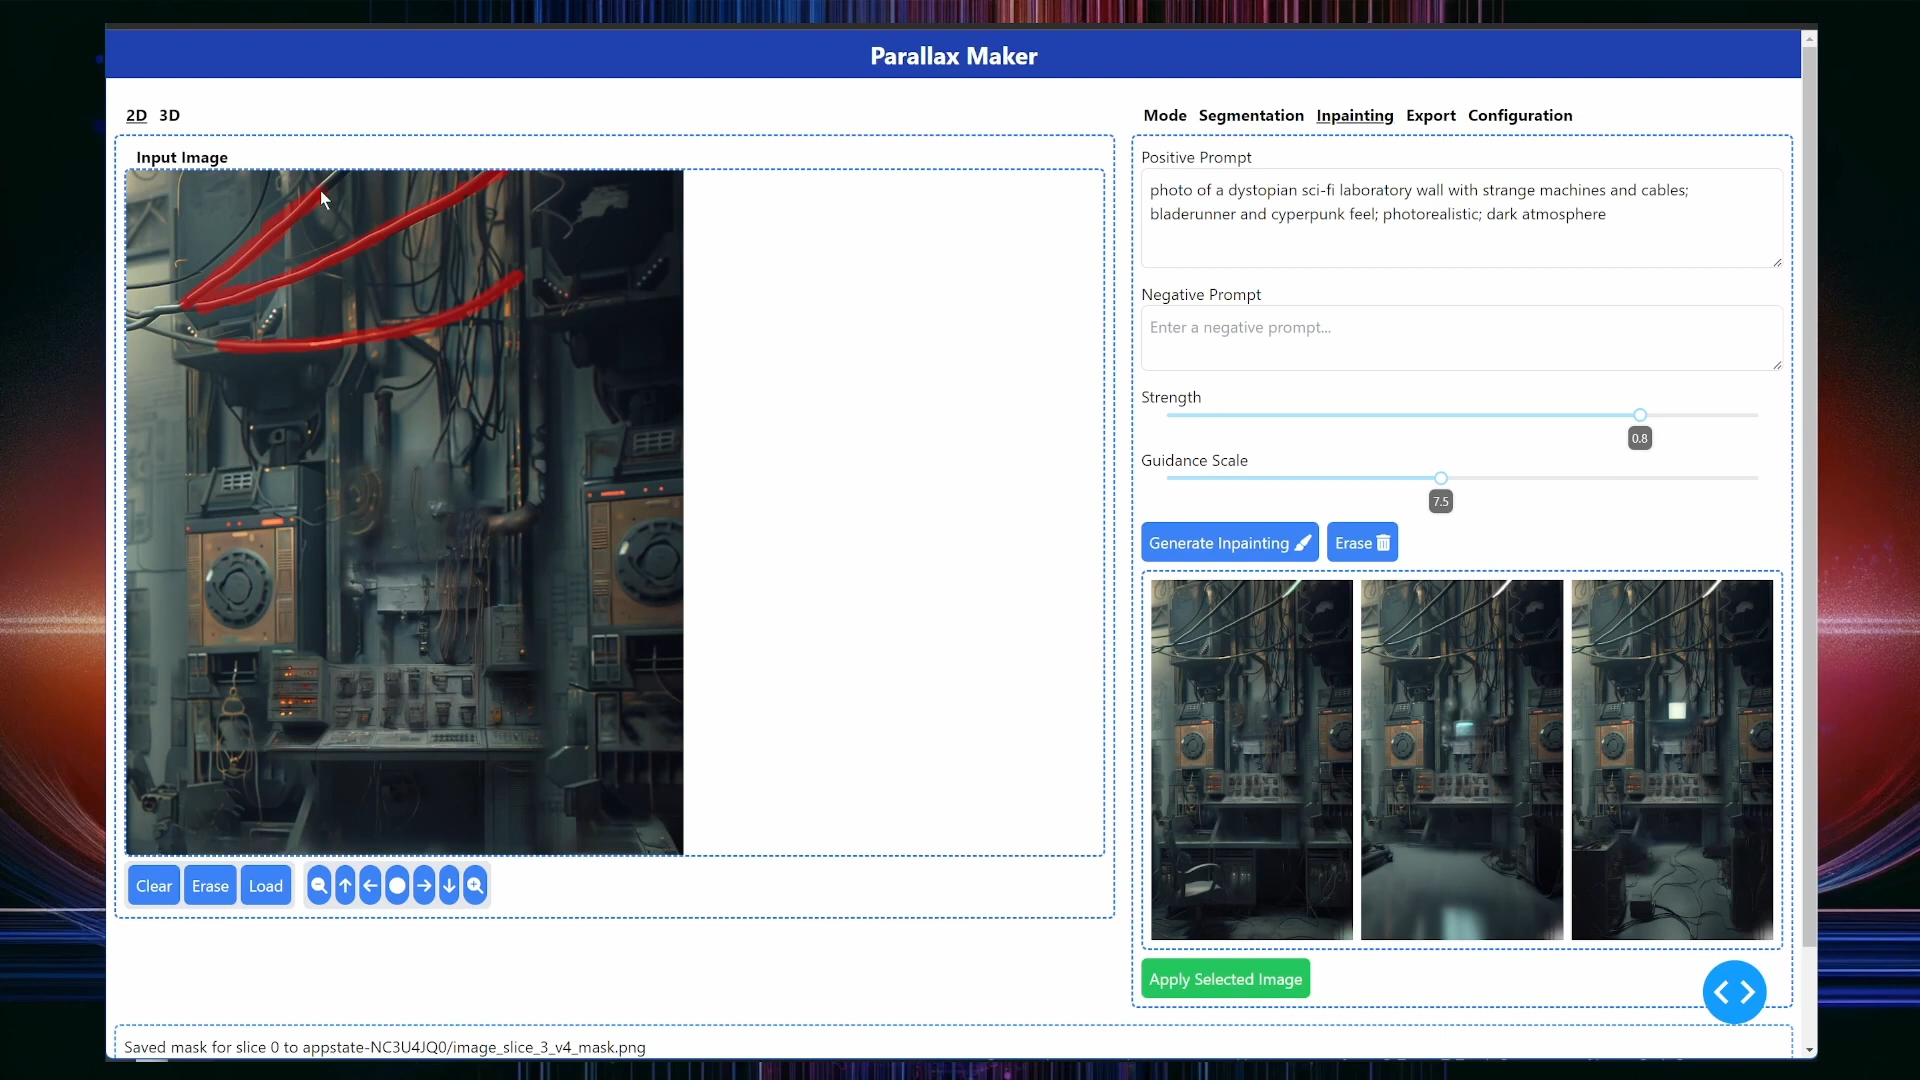 Parallax Maker
2D 3D
Mode Segmentation Inpainting Export Configuration
Input Image
Positive Prompt
photo of a dystopian sci-fi laboratory wall with strange machines and cables;
bladerunner and cyperpunk feel; photorealistic; dark atmosphere
Negative Prompt
Enter a negative prompt...
Strength
0.8
Guidance Scale
7.5
Generate Inpainting Erase
Clear Erase Load
Apply Selected Image
Saved mask for slice 0 to appstate-NC3U4JQ0/image_slice_3_v4_mask.png